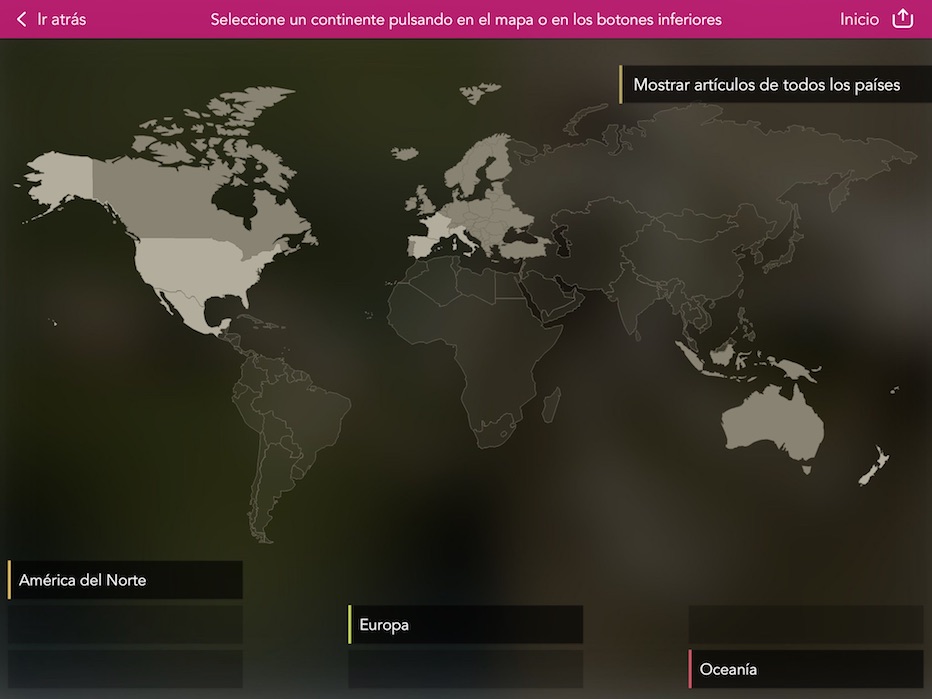 Ir atrás
Seleccione un continente pulsando en el mapa o en los botones inferiores
Inicio
Mostrar artículos de todos los países
América del Norte
Europa
Oceanía